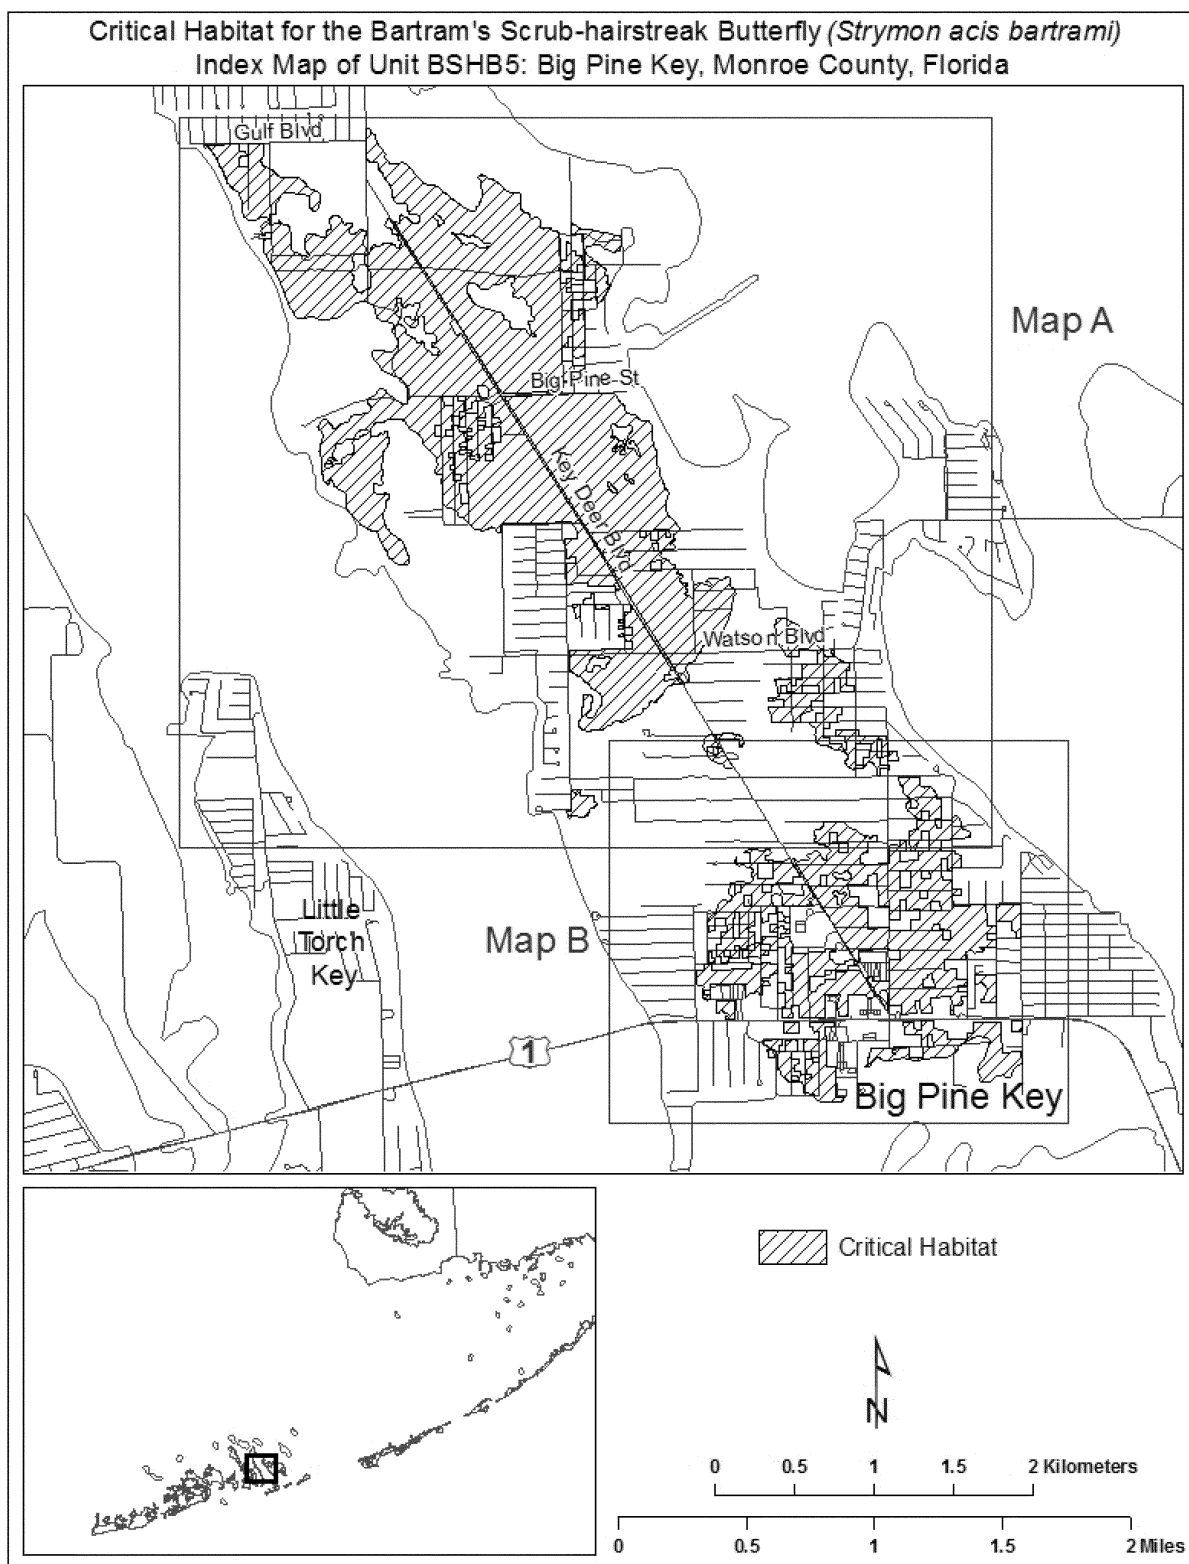 Critical Habitat for the Bartram's Scrub-hairstreak Butterfly (Strymon acis bartrami)
Index Map of Unit BSHB5: Big Pine Key, Monroe County, Florida
Gulf Blvd
Map A
Big Pine St
Key Deer Blvd
Watson Blvd
Little
Torch
Key
Map B
1
Big Pine Key
Critical Habitat
N
0 0.5 1 1.5 2 Kilometers
0 0.5 1 1.5 2 Miles